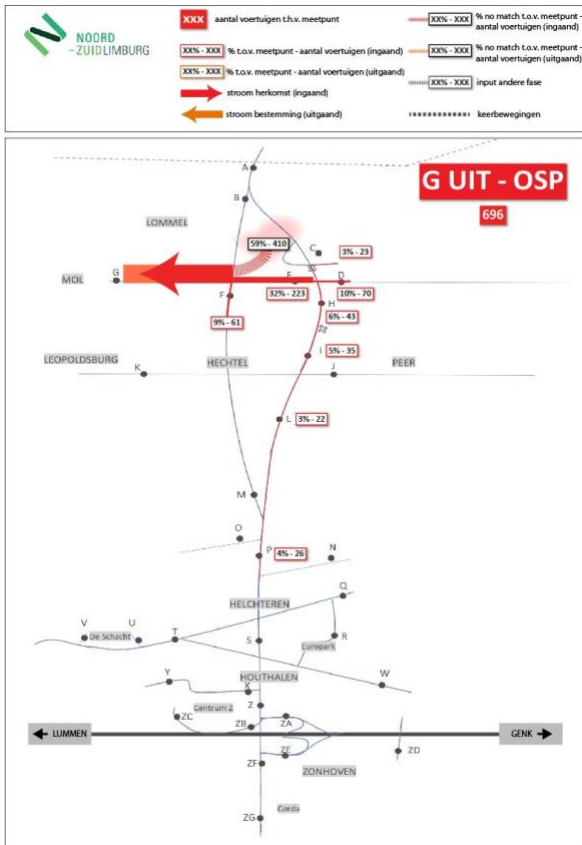 NOORD
-ZUIDLIMBURG
XXX aantal voertuigen t.h.v. meetpunt
XX% - XXX % t.o.v. meetpunt - aantal voertuigen (ingaand)
XX% - XXX % t.o.v. meetpunt - aantal voertuigen (uitgaand)
stroom herkomst (ingaand)
stroom bestemming (uitgaand)
XX% - XXX % no match t.o.v. meetpunt -
aantal voertuigen (ingaand)
XX% - XXX % no match t.o.v. meetpunt -
aantal voertuigen (uitgaand)
XX% - XXX input andere fase
keerbewegingen
G UIT - OSP
696
A
B
LOMMEL
59% - 410
C
3% - 23
MOL
G
E
D
F
32% - 223
10% - 70
H
9% - 61
6% - 43
I
5% - 35
LEOPOLDSBURG
HECHTEL
PEER
K
J
L
3% - 22
M
O
P
4% - 26
N
Q
HELCHTEREN
V
U
De Schacht
T
S
R
Europark
HOUTHALEN
Y
X
W
Z
Centrum Z
ZC
ZB
ZA
LUMMEN
GENK
ZE
ZD
ZF
ZONHOVEN
ZG
Corda